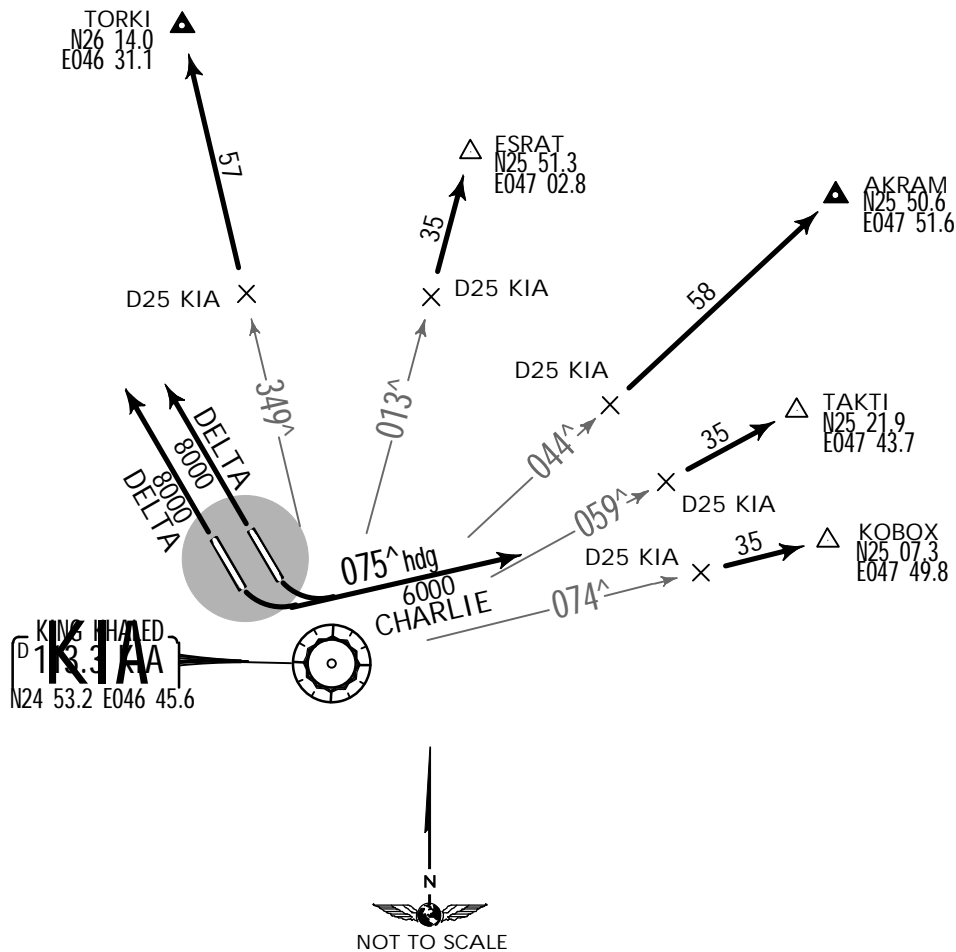 TORKI
N26 14.0
E046 31.1
57
ESRAT
N25 51.3
E047 02.8
35
AKRAM
N25 50.6
E047 51.6
58
D25 KIA
D25 KIA
D25 KIA
349^
013^
044^
TAKTI
N25 21.9
E047 43.7
35
059^
D25 KIA
DELTA
8000
8000
DELTA
KOBOX
N25 07.3
E047 49.8
35
D25 KIA
074^
075^ hdg
6000
CHARLIE
KING KHALED
D 113.3 KIA
KIA
N24 53.2 E046 45.6
N
NOT TO SCALE